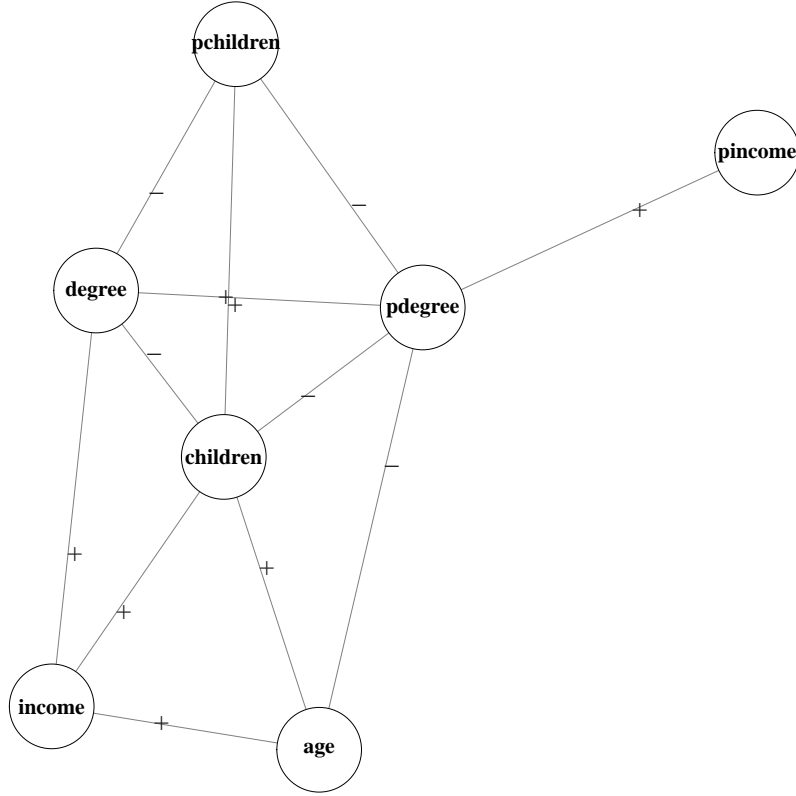 pchildren
pincome
−
−
+
degree
+
+
pdegree
−
−
children
−
+
+
+
income
+
age